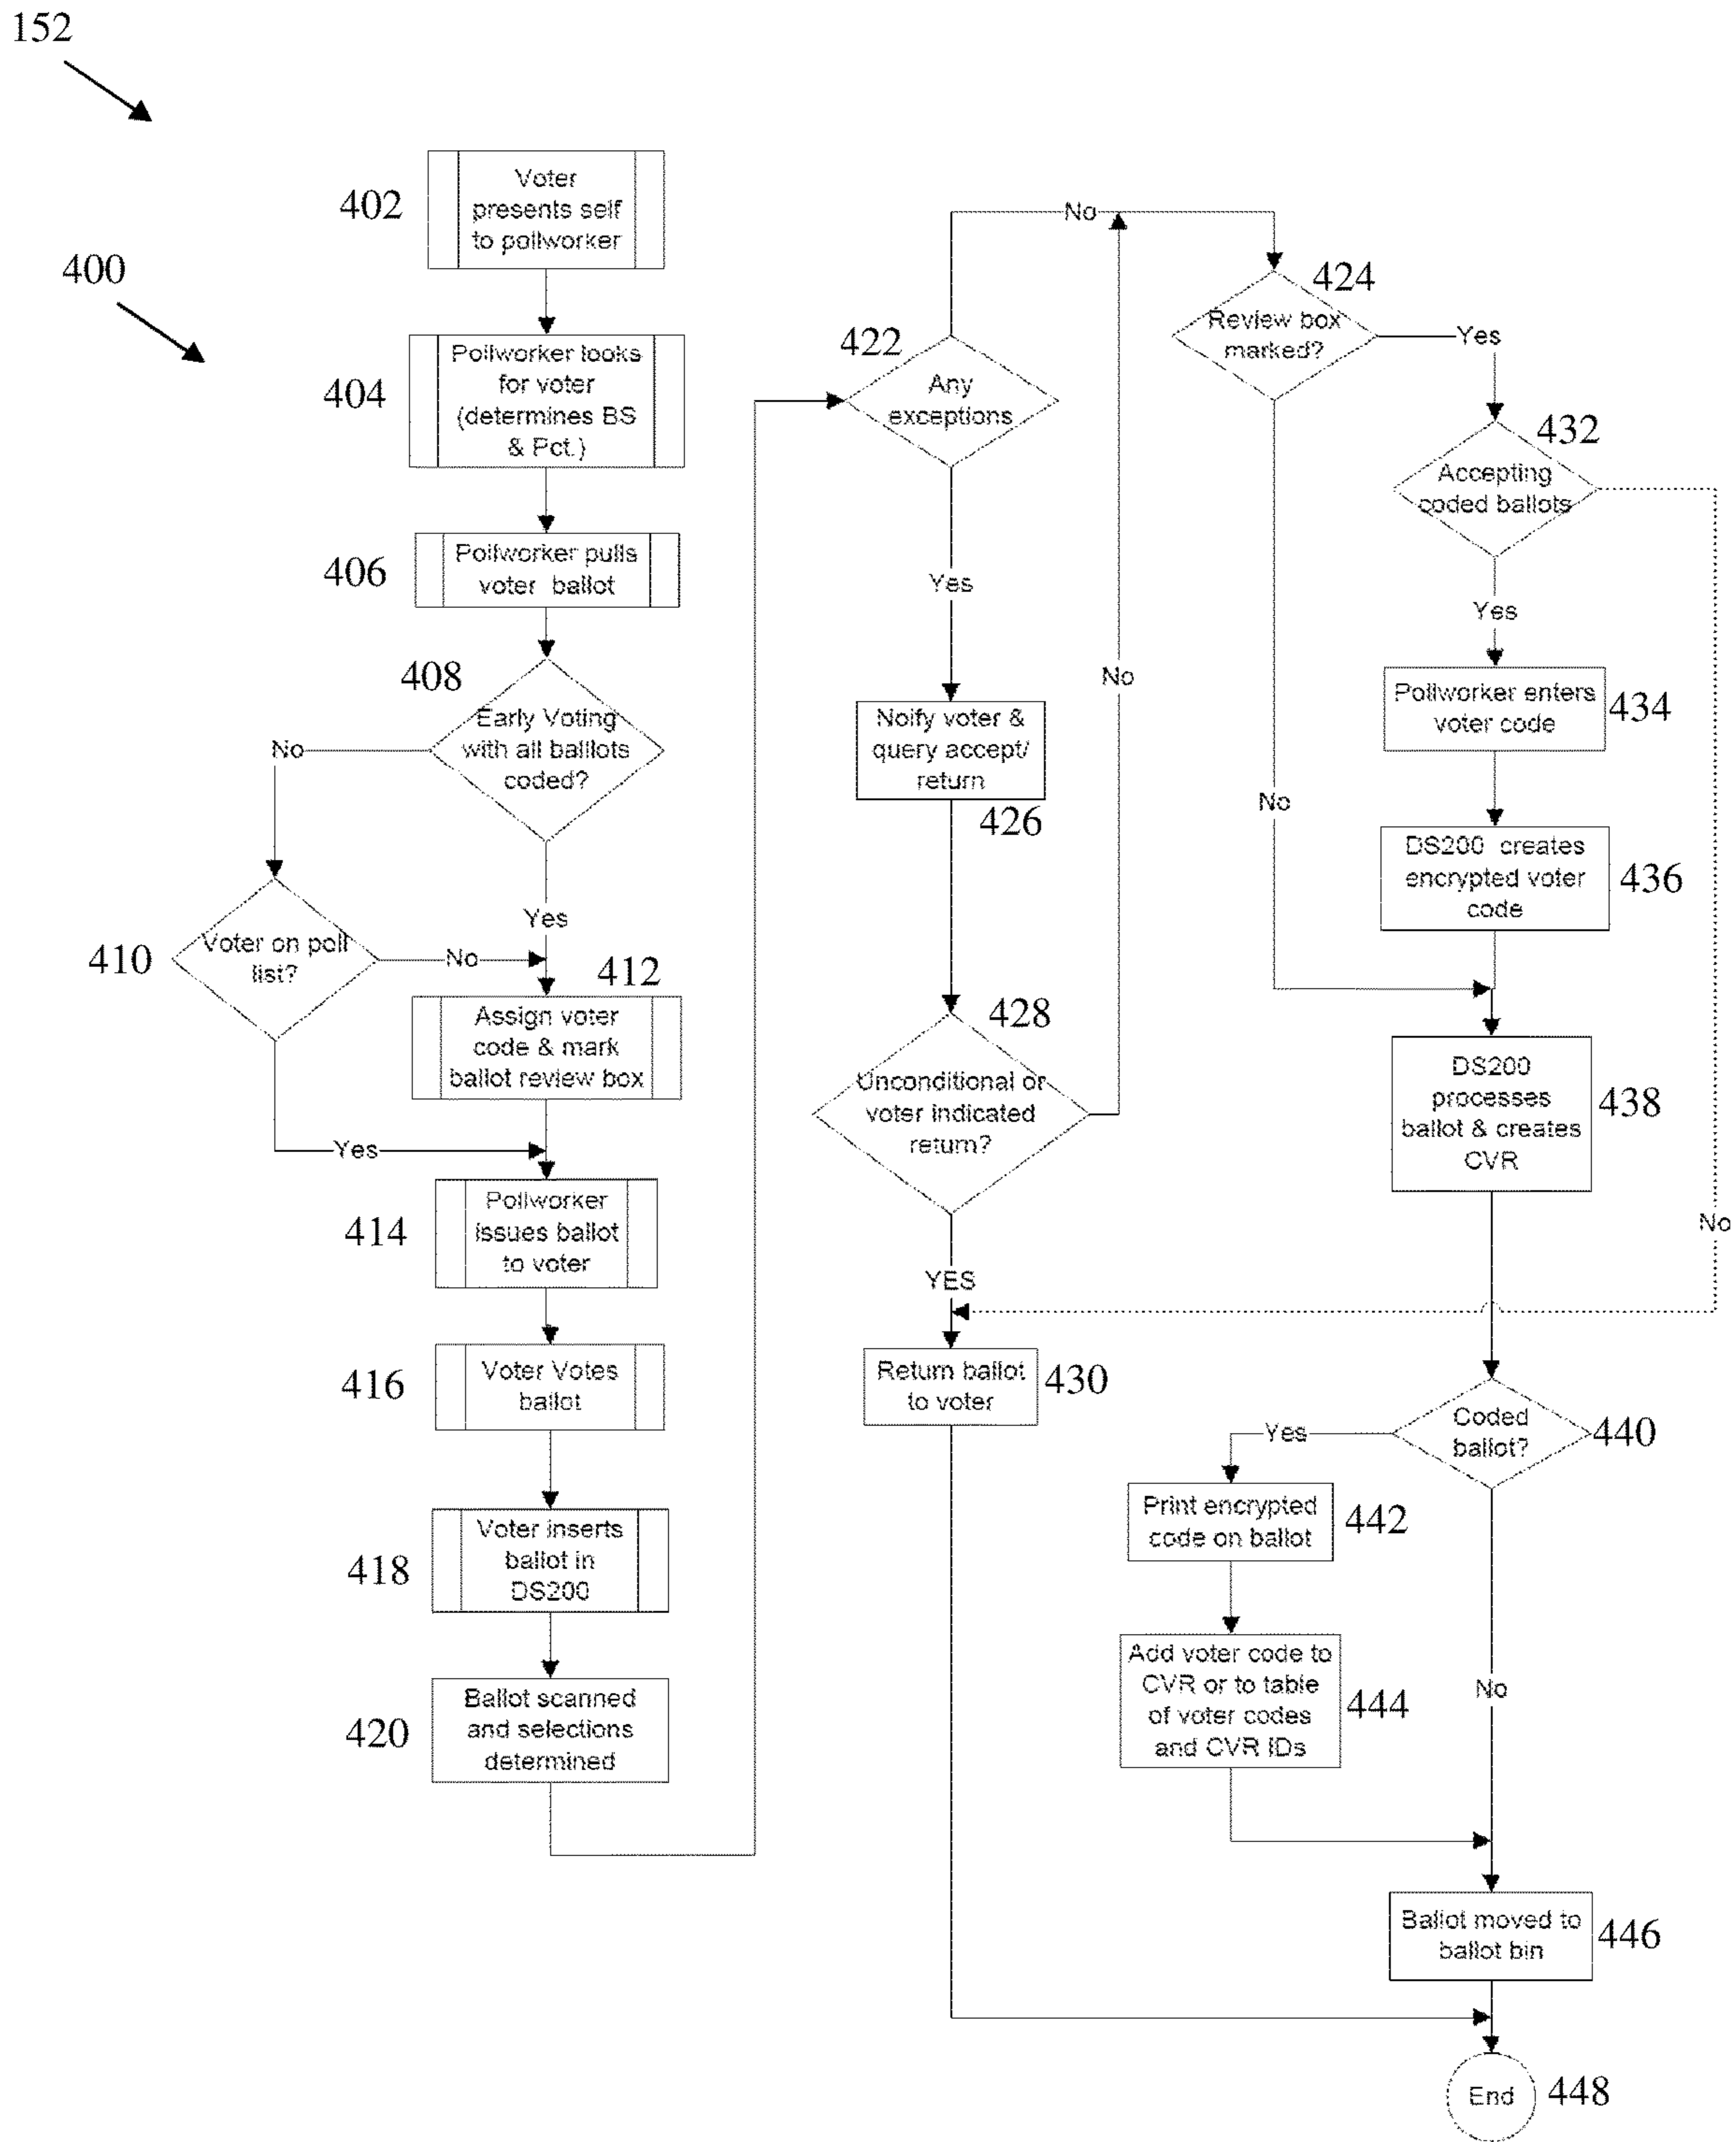 152
400
402
Voter
presents self
to pollworker
404
Pollworker looks
for voter
(determines BS
& Pct.)
406
Pollworker pulls
voter ballot
408
Early Voting
with all balllots
coded?
No
Yes
410
Voter on poll
list?
No
Yes
412
Assign voter
code & mark
ballot review box
414
Pollworker
issues ballot
to voter
416
Voter Votes
ballot
418
Voter inserts
ballot in
DS200
420
Ballot scanned
and selections
determined
422
Any
exceptions
No
Yes
Noify voter &
query accept/
return
426
428
Unconditional or
voter indicated
return?
No
YES
Return ballot
to voter
430
424
Review box
marked?
Yes
No
432
Accepting
coded ballots
Yes
No
Pollworker enters
voter code
434
DS200 creates
encrypted voter
code
436
DS200
processes
ballot & creates
CVR
438
Coded
ballot?
440
Yes
No
Print encrypted
code on ballot
442
Add voter code to
CVR or to table
of voter codes
and CVR IDs
444
Ballot moved to
ballot bin
446
End
448